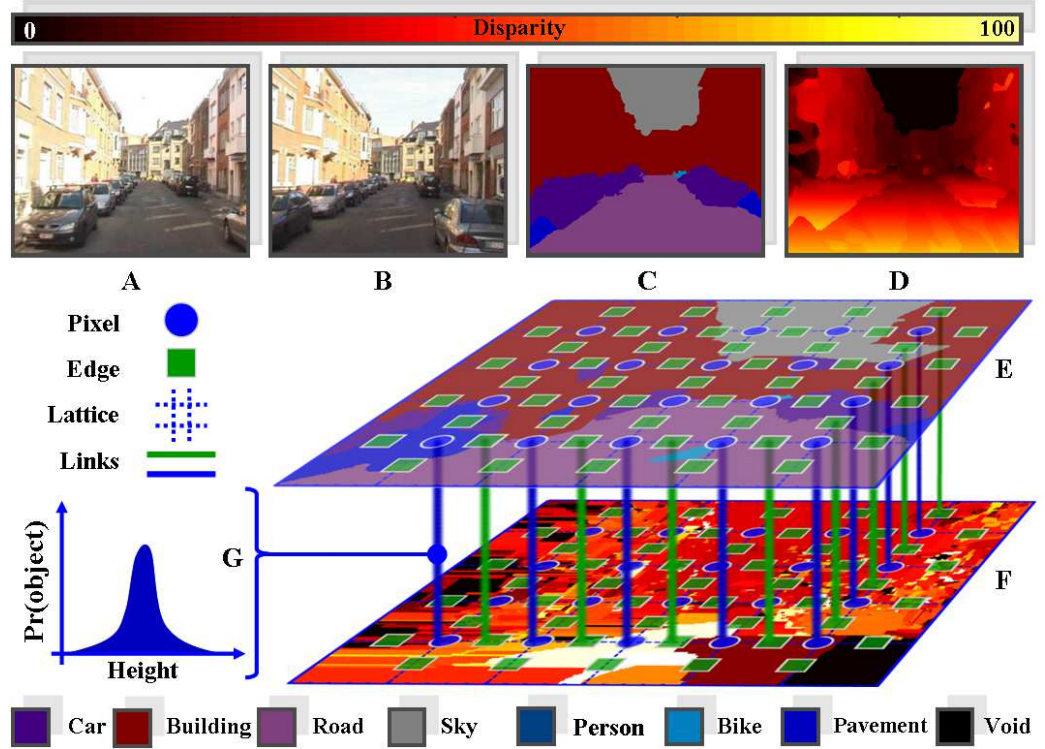 0 Disparity 100
A B C D
Pixel
Edge
Lattice
Links
E
F
G
Pr(object)
Height
Car Building Road Sky Person Bike Pavement Void